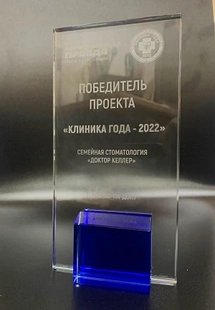 ПОБЕДИТЕЛЬ
ПРОЕКТА
«КЛИНИКА ГОДА - 2022»
СЕМЕЙНАЯ СТОМАТОЛОГИЯ
«ДОКТОР КЕЛЛЕР»